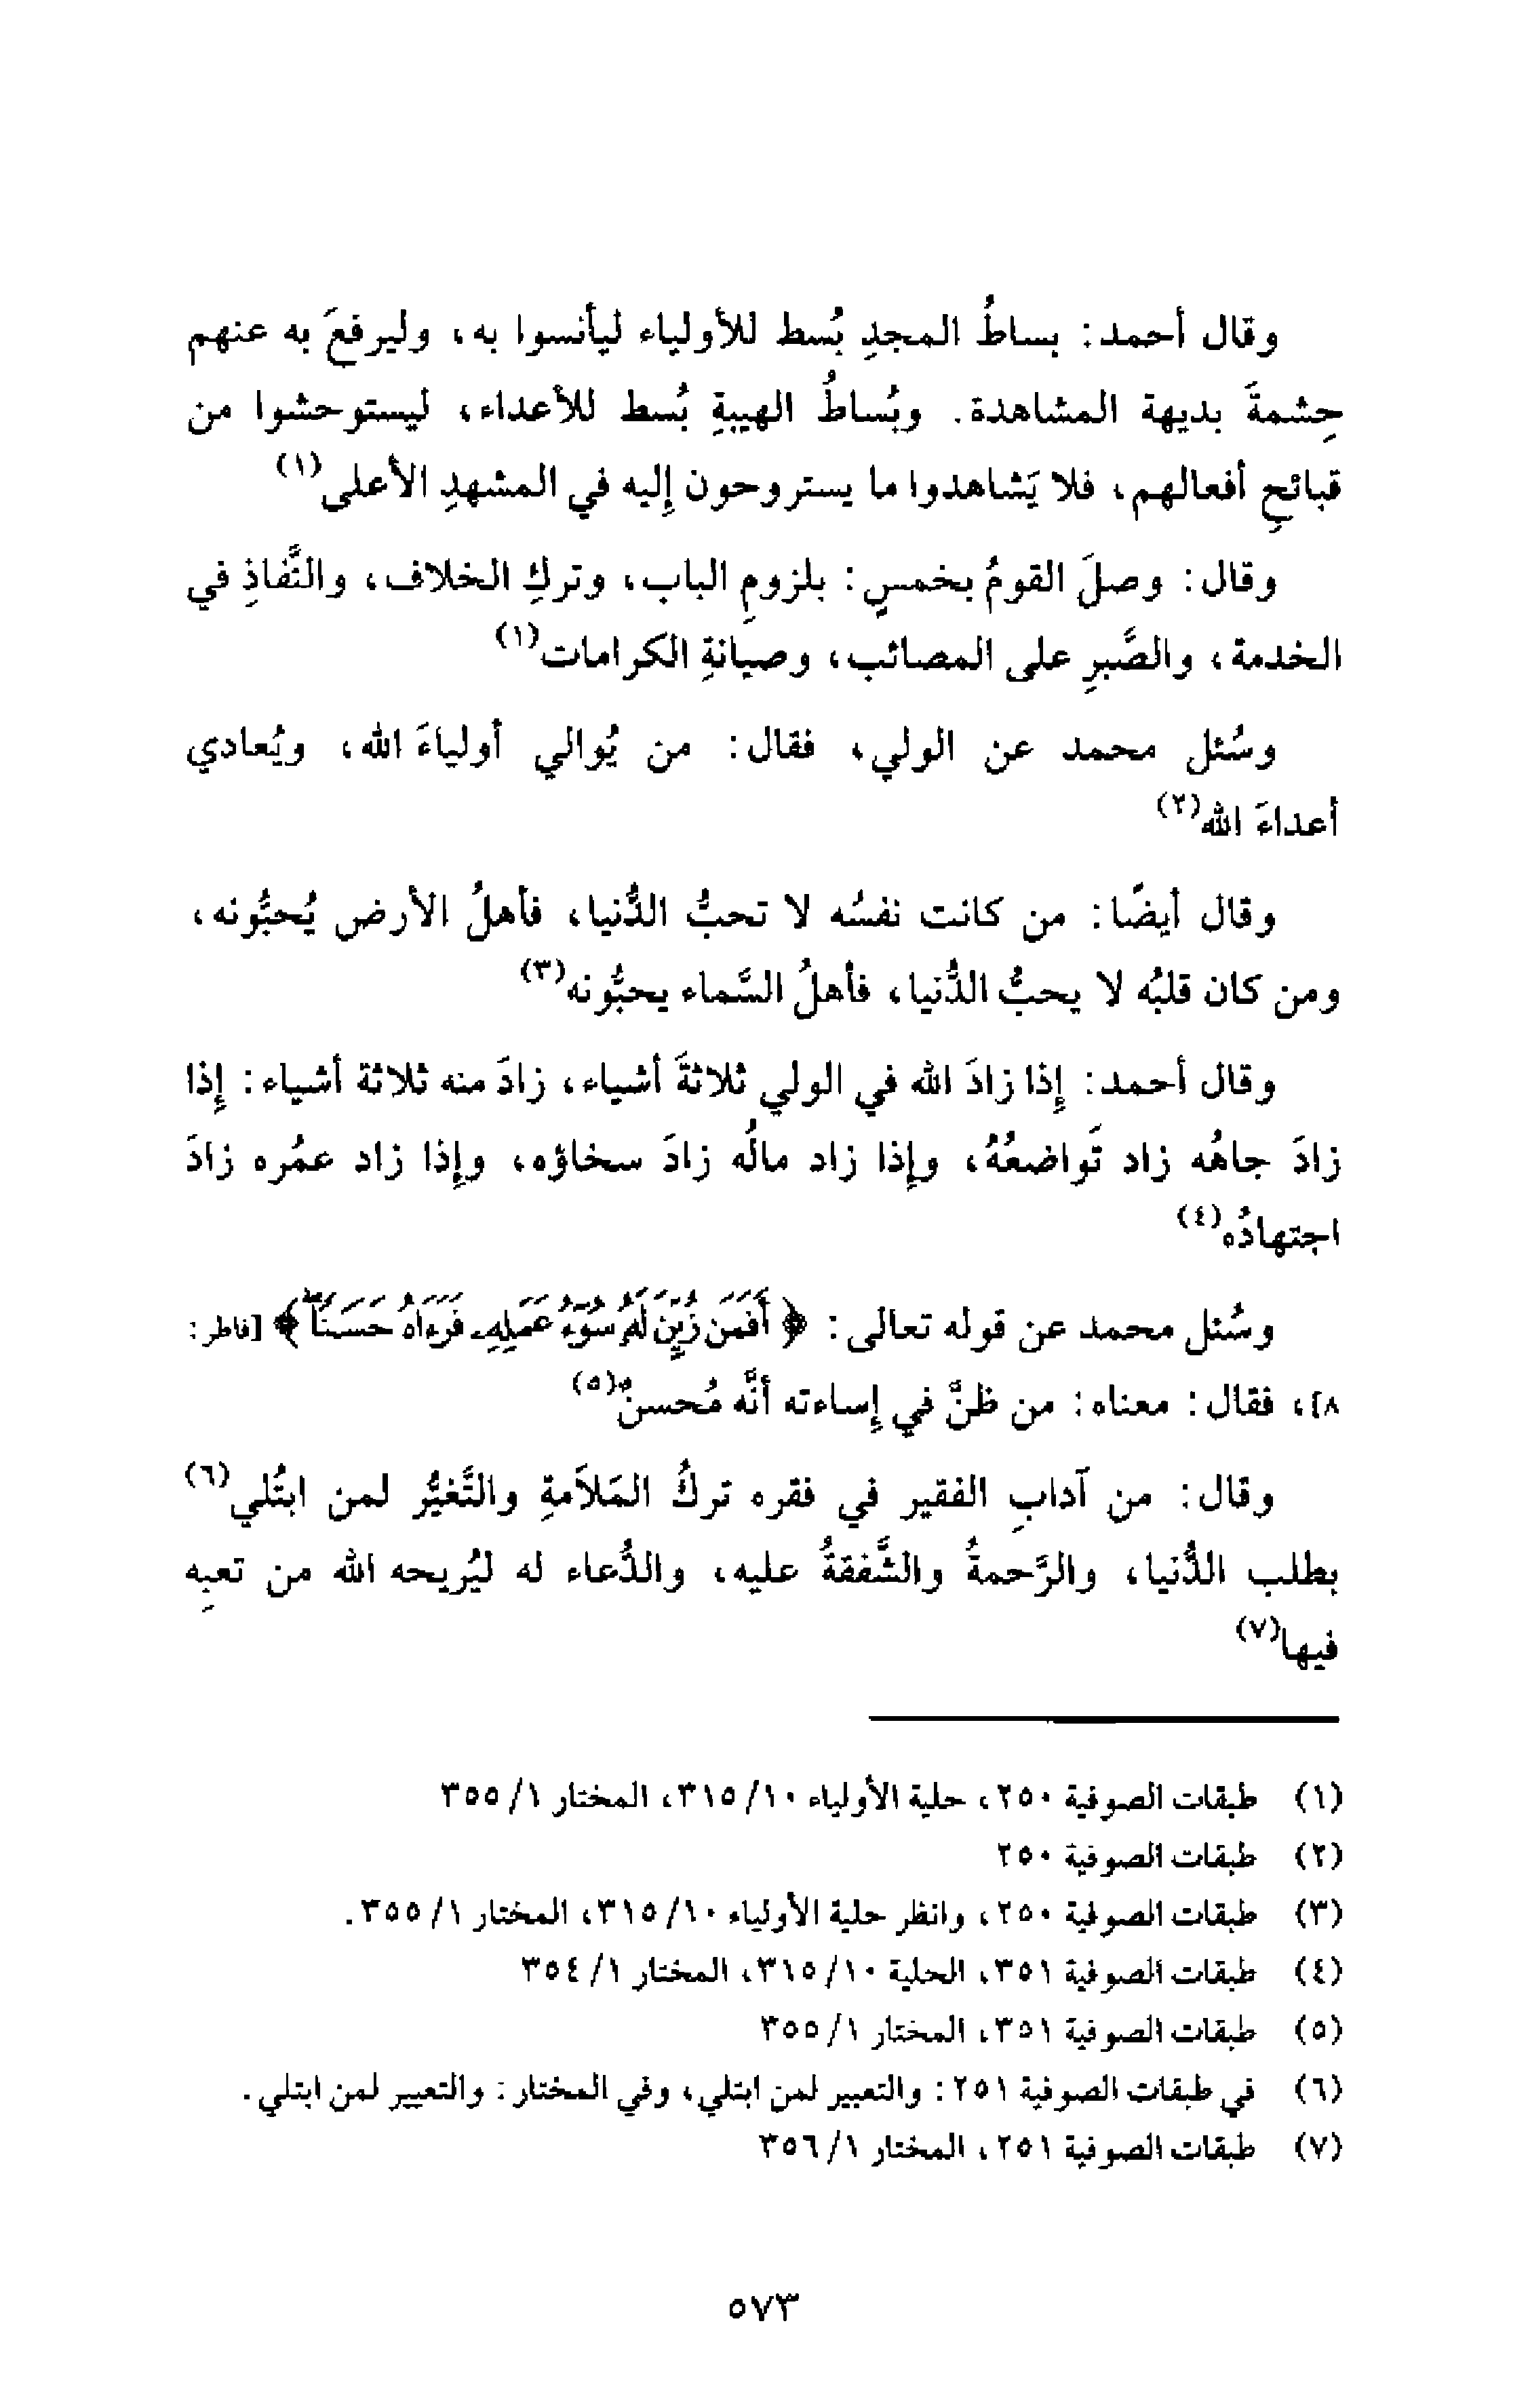 وقال أحمد: بساطُ المجدِ بُسط للأولياء ليأنسوا به، وليرفعَ به عنهم
حِشمةَ بديهة المشاهدة. وبُساطُ الهيبةِ بُسط للأعداء، ليستوحشوا من
قبائحِ أفعالهم، فلا يَشاهدوا ما يستروحون إليه في المشهدِ الأعلى(١)
وقال: وصلَ القومُ بخمسٍ: بلزومِ الباب، وتركِ الخلاف، والنَّفاذِ في
الخدمة، والصَّبرِ على المصائب، وصيانةِ الكرامات(١)
وسُئل محمد عن الولي، فقال: من يُوالي أولياءَ الله، ويُعادي
أعداءَ الله(٢)
وقال أيضًا: من كانت نفسُه لا تحبُّ الدُّنيا، فأهلُ الأرض يُحبُّونه،
ومن كان قلبُه لا يحبُّ الدُّنيا، فأهلُ السَّماء يحبُّونه(٣)
وقال أحمد: إذا زادَ الله في الولي ثلاثةَ أشياء، زادَ منه ثلاثة أشياء: إذا
زادَ جاهُه زاد تَواضعُهُ، وإذا زاد مالُه زادَ سخاؤه، وإذا زاد عمُره زادَ
اجتهادُه(٤)
وسُئل محمد عن قوله تعالى: ﴿ أَفَمَن زُيِّنَ لَهُۥ سُوٓءُ عَمَلِهِۦ فَرَءَاهُ حَسَنٗاۖ﴾ [فاطر:
٨]، فقال: معناه: من ظنَّ في إساءته أنَّه مُحسنٌ(٥)
وقال: من آدابِ الفقير في فقره تركُ المَلاَمةِ والتَّغيُّر لمن ابتُلي(٦)
بطلب الدُّنيا، والرَّحمةُ والشَّفقةُ عليه، والدُّعاء له ليُريحه الله من تعبِه
فيها(٧)
(١) طبقات الصوفية ٢٥٠، حلية الأولياء ١٠/ ٣١٥، المختار ١/ ٣٥٥
(٢) طبقات الصوفية ٢٥٠
(٣) طبقات الصوفية ٢٥٠، وانظر حلية الأولياء ١٠/ ٣١٥، المختار ١/ ٣٥٥.
(٤) طبقات الصوفية ٣٥١، الحلية ١٠/ ٣١٥، المختار ١/ ٣٥٤
(٥) طبقات الصوفية ٣٥١، المختار ١/ ٣٥٥
(٦) في طبقات الصوفية ٢٥١: والتعيير لمن ابتلي، وفي المختار: والتعيير لمن ابتلي.
(٧) طبقات الصوفية ٢٥١، المختار ١/ ٣٥٦
٥٧٣